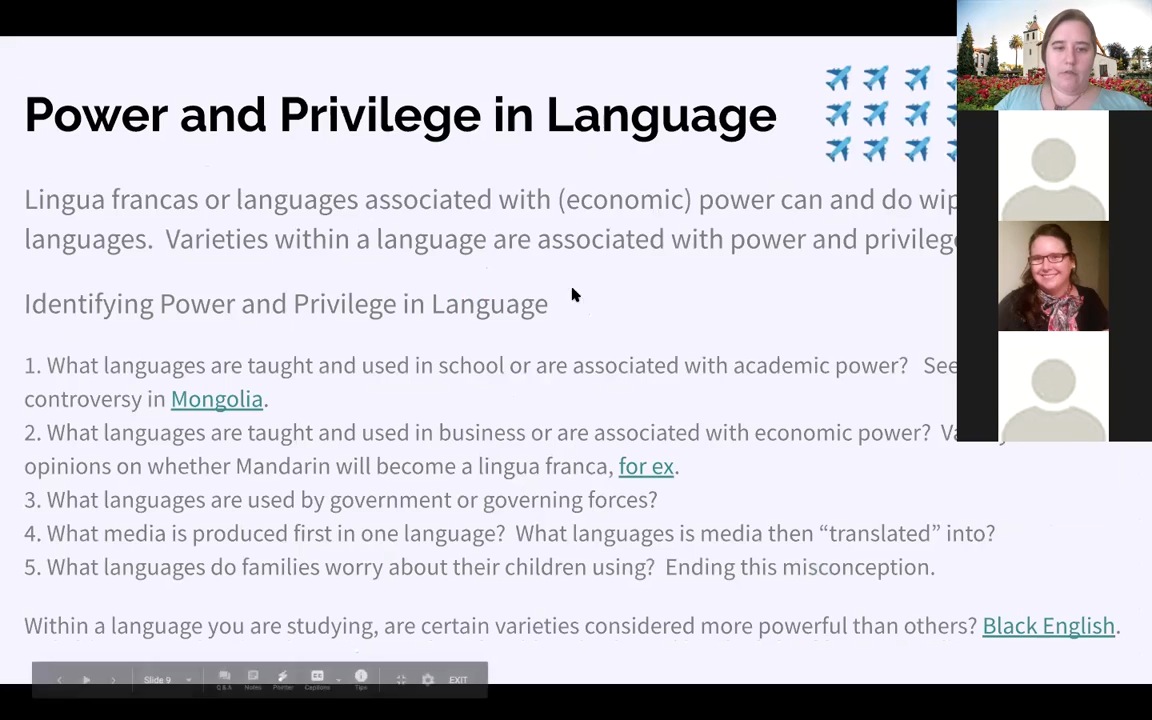 Power and Privilege in Language
Lingua francas or languages associated with (economic) power can and do
languages. Varieties within a language are associated with power and
Identifying Power and Privilege in Language
1. What languages are taught and used in school or are associated with academic power? See
controversy in Mongolia.
2. What languages are taught and used in business or are associated with economic power?
opinions on whether Mandarin will become a lingua franca, for ex.
3. What languages are used by government or governing forces?
4. What media is produced first in one language? What languages is media then “translated” into?
5. What languages do families worry about their children using? Ending this misconception.
Within a language you are studying, are certain varieties considered more powerful than others? Black English.
Slide 9
Q&A Notes Pointer Captions Tips EXIT